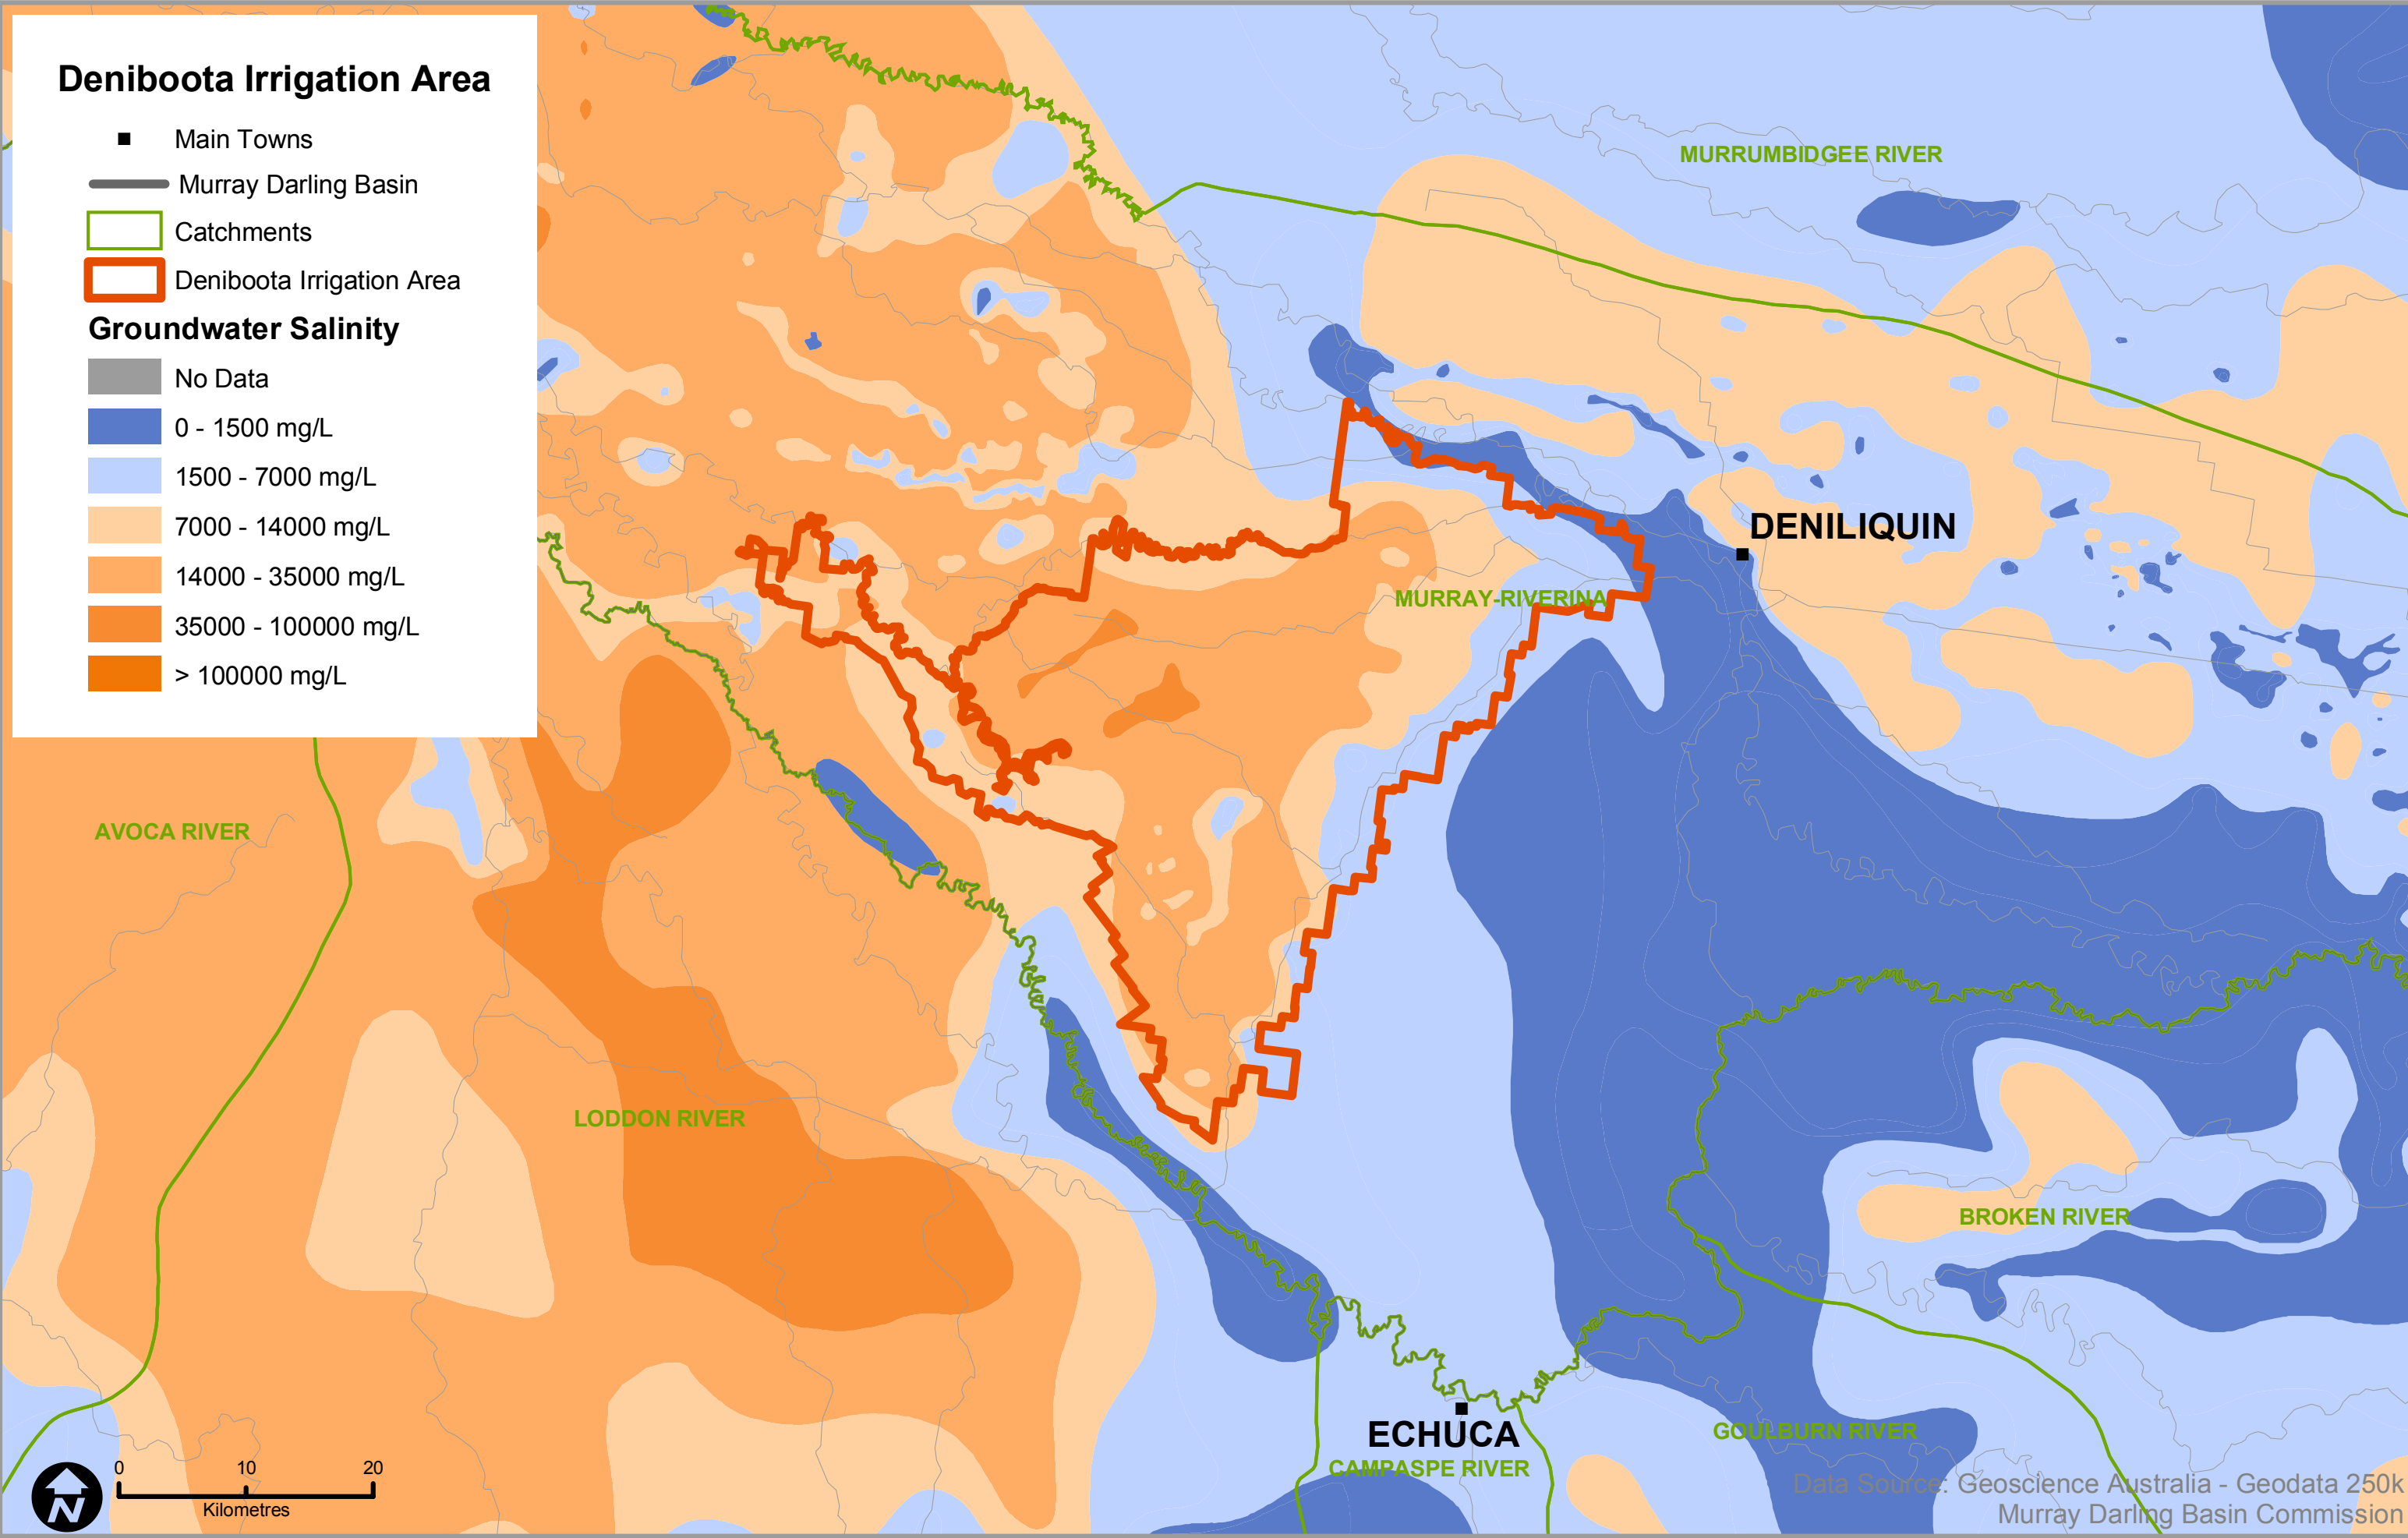 Deniboota Irrigation Area
Main Towns
Murray Darling Basin
Catchments
Deniboota Irrigation Area
Groundwater Salinity
No Data
0 - 1500 mg/L
1500 - 7000 mg/L
7000 - 14000 mg/L
14000 - 35000 mg/L
35000 - 100000 mg/L
> 100000 mg/L
MURRUMBIDGEE RIVER
DENILIQUIN
MURRAY-RIVERINA
AVOCA RIVER
LODDON RIVER
BROKEN RIVER
ECHUCA
GOULBURN RIVER
CAMPASPE RIVER
0 10 20
Kilometres
N
Data Source: Geoscience Australia - Geodata 250k
Murray Darling Basin Commission